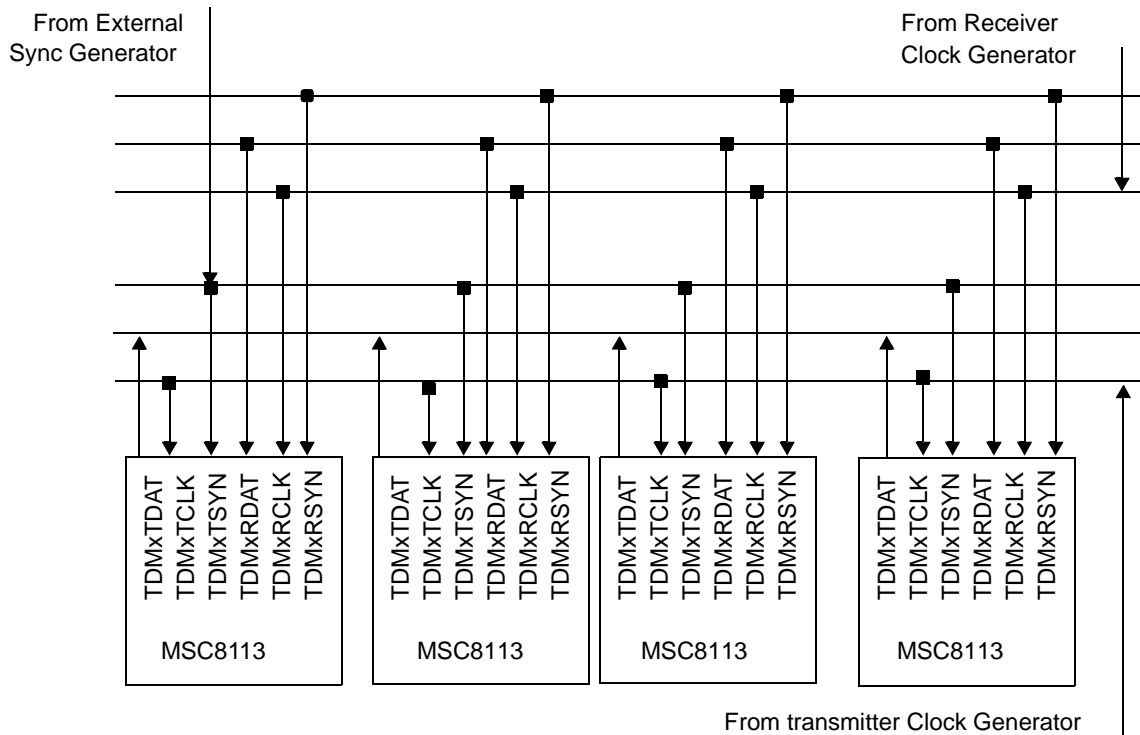 From External
Sync Generator
From Receiver
Clock Generator
TDMxTDAT
TDMxTCLK
TDMxTSYN
TDMxRDAT
TDMxRCLK
TDMxRSYN
MSC8113
TDMxTDAT
TDMxTCLK
TDMxTSYN
TDMxRDAT
TDMxRCLK
TDMxRSYN
MSC8113
TDMxTDAT
TDMxTCLK
TDMxTSYN
TDMxRDAT
TDMxRCLK
TDMxRSYN
MSC8113
TDMxTDAT
TDMxTCLK
TDMxTSYN
TDMxRDAT
TDMxRCLK
TDMxRSYN
MSC8113
From transmitter Clock Generator